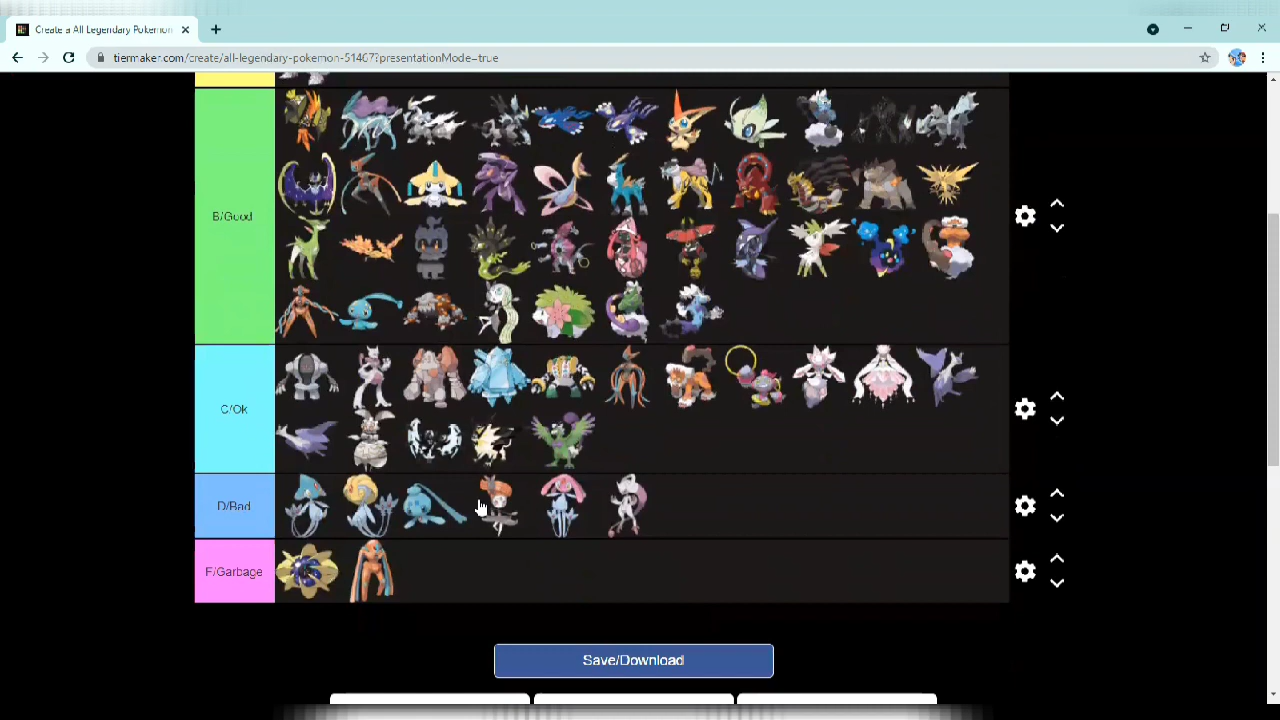 Create a All Legendary Pokemon
tiermaker.com/create/all-legendary-pokemon-51467?presentationMode=true
B/Good
C/Ok
D/Bad
F/Garbage
Save/Download